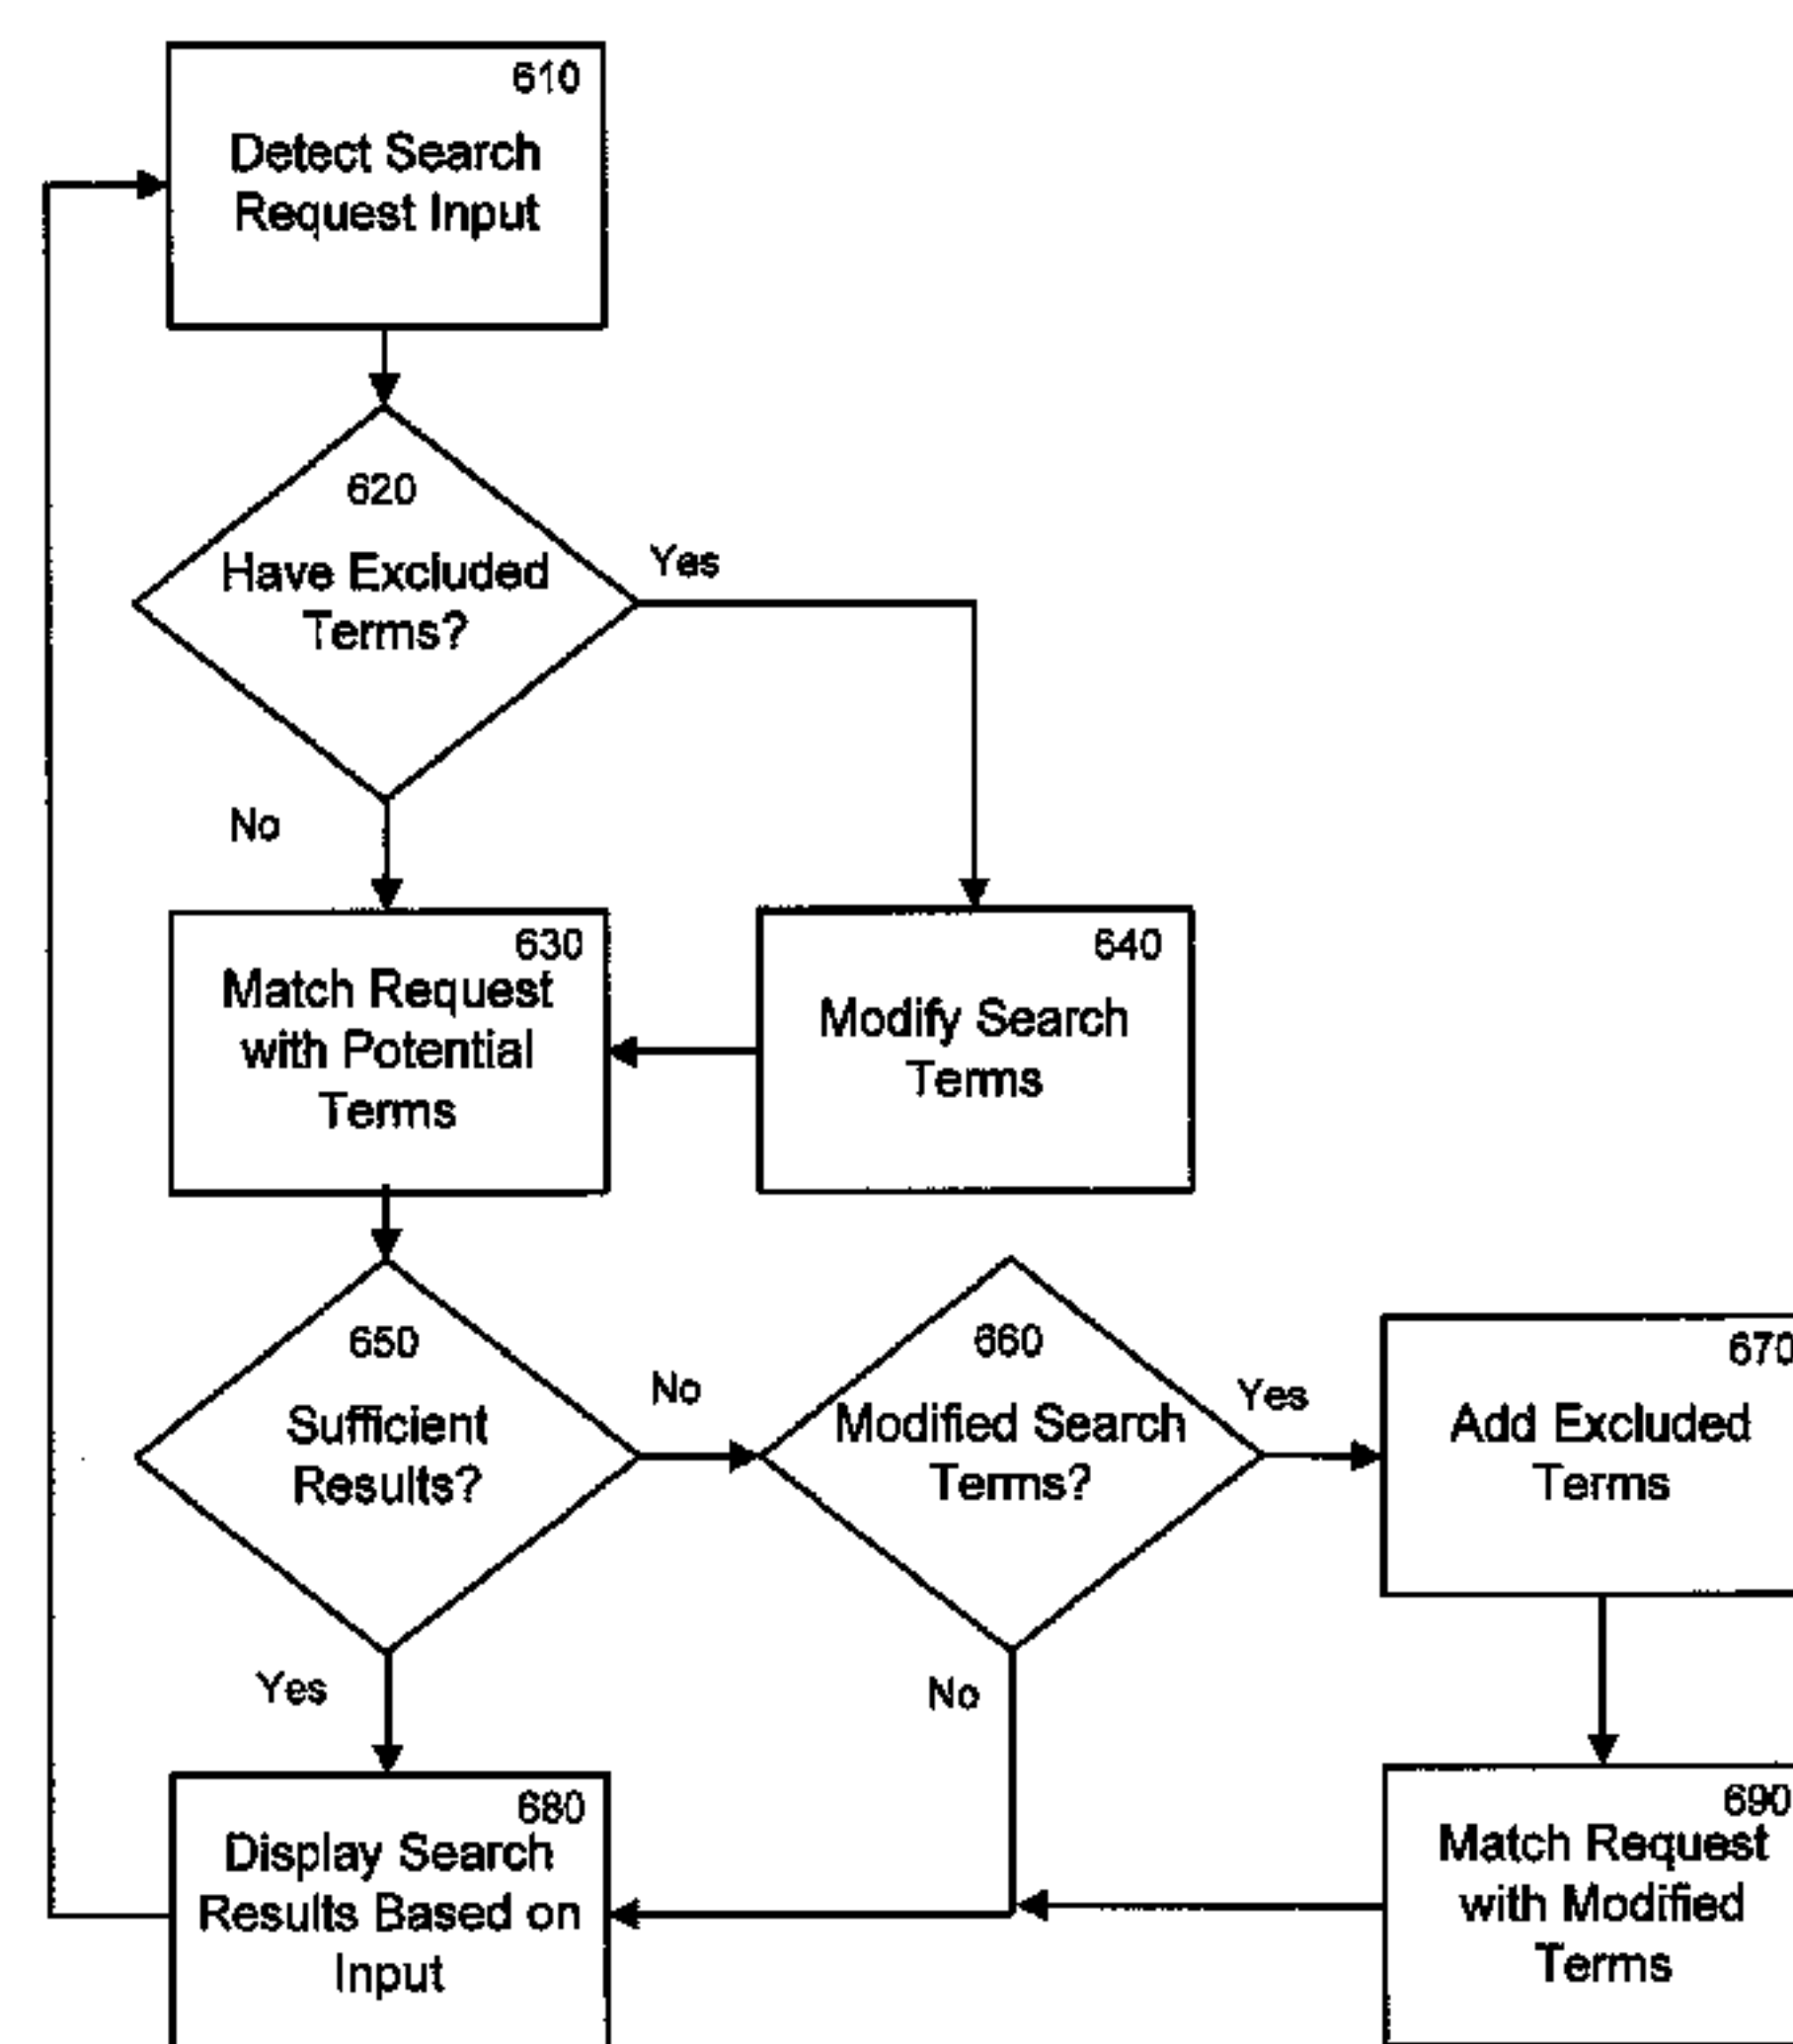 610
Detect Search
Request Input
620
Have Excluded
Terms?
Yes
No
630
Match Request
with Potential
Terms
640
Modify Search
Terms
650
Sufficient
Results?
No
660
Modified Search
Terms?
Yes
670
Add Excluded
Terms
Yes
No
680
Display Search
Results Based on
Input
690
Match Request
with Modified
Terms